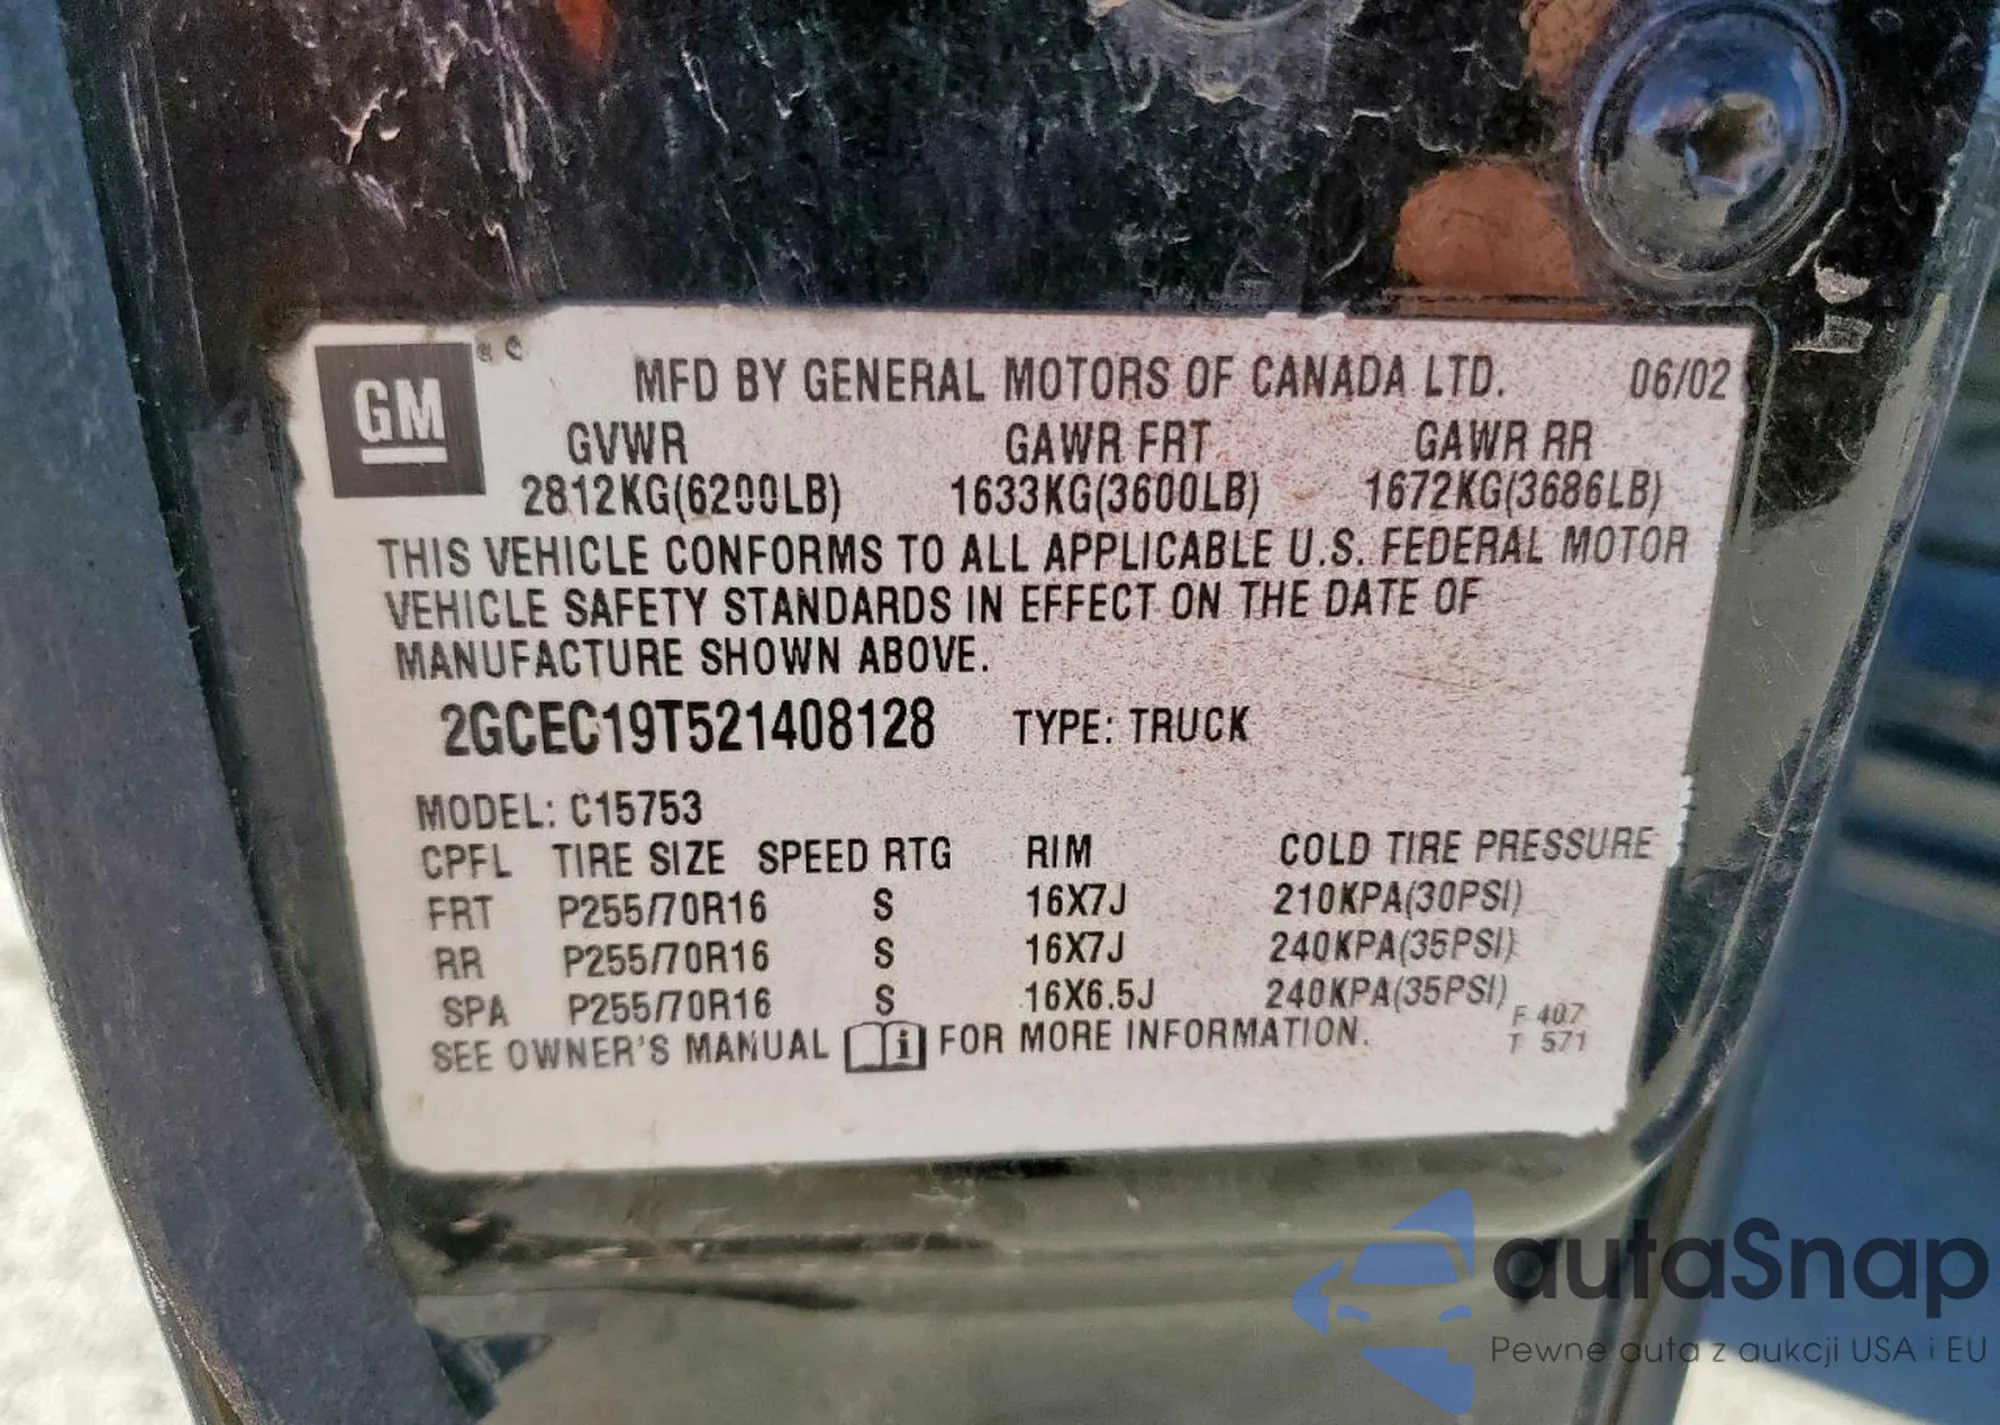 GM
MFD BY GENERAL MOTORS OF CANADA LTD. 06/02
GVWR GAWR FRT GAWR RR
2812KG(6200LB) 1633KG(3600LB) 1672KG(3686LB)
THIS VEHICLE CONFORMS TO ALL APPLICABLE U.S. FEDERAL MOTOR
VEHICLE SAFETY STANDARDS IN EFFECT ON THE DATE OF
MANUFACTURE SHOWN ABOVE.
2GCEC19T521408128 TYPE: TRUCK
MODEL: C15753
CPFL TIRE SIZE SPEED RTG RIM COLD TIRE PRESSURE
FRT P255/70R16 S 16X7J 210KPA(30PSI)
RR P255/70R16 S 16X7J 240KPA(35PSI)
SPA P255/70R16 S 16X6.5J 240KPA(35PSI)
F 407
T 571
SEE OWNER'S MANUAL i FOR MORE INFORMATION.
autaSnap
Pewne auta z aukcji USA i EU